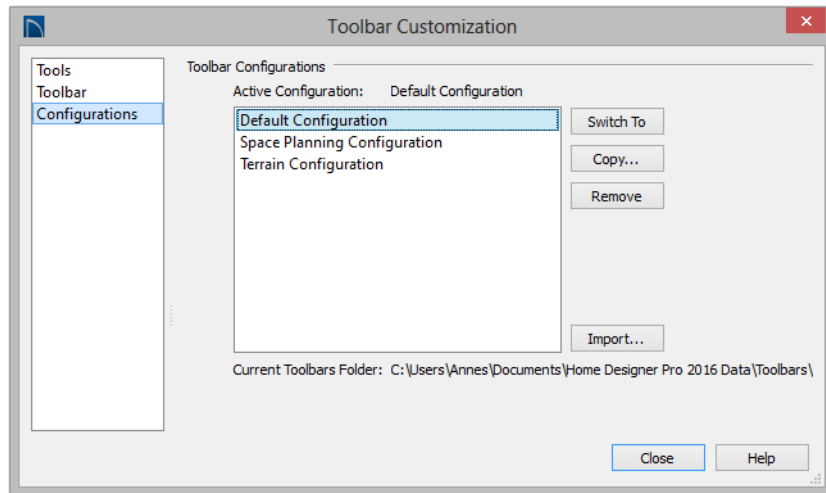 Toolbar Customization
Tools
Toolbar
Configurations
Toolbar Configurations
Active Configuration: Default Configuration
Default Configuration
Space Planning Configuration
Terrain Configuration
Switch To
Copy...
Remove
Import...
Current Toolbars Folder: C:\Users\Annes\Documents\Home Designer Pro 2016 Data\Toolbars\
Close
Help